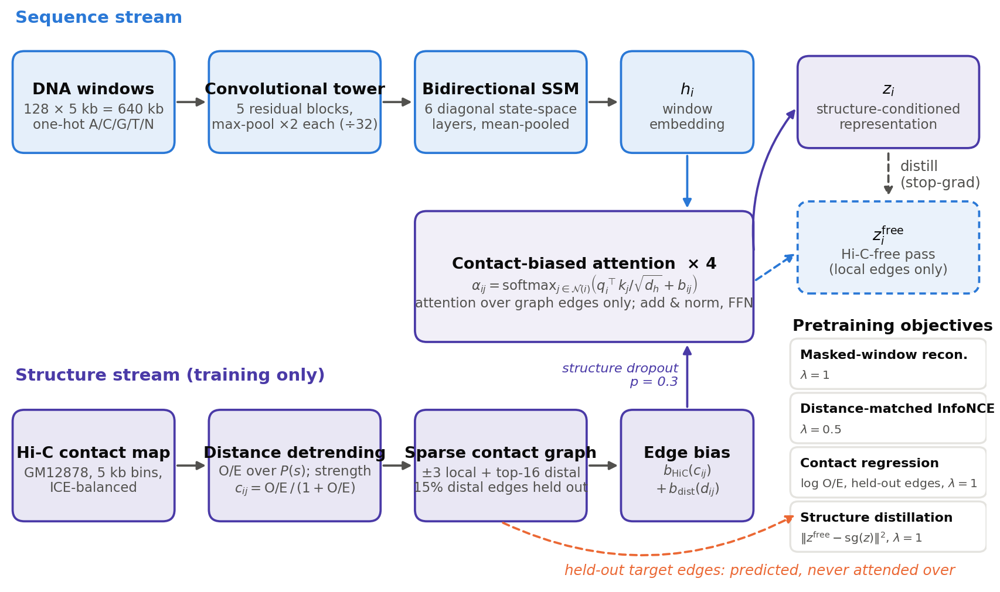 Sequence stream
DNA windows
128 × 5 kb = 640 kb
one-hot A/C/G/T/N
Convolutional tower
5 residual blocks,
max-pool ×2 each (÷32)
Bidirectional SSM
6 diagonal state-space
layers, mean-pooled
h_i
window
embedding
z_i
structure-conditioned
representation
distill
(stop-grad)
z_i^free
Hi-C-free pass
(local edges only)
Contact-biased attention × 4
α_ij = softmax_{j∈𝒩(i)}(q_i^⊤ k_j/√d_h + b_ij)
attention over graph edges only; add & norm, FFN
structure dropout
p = 0.3
Structure stream (training only)
Hi-C contact map
GM12878, 5 kb bins,
ICE-balanced
Distance detrending
O/E over P(s); strength
c_ij = O/E / (1 + O/E)
Sparse contact graph
±3 local + top-16 distal
15% distal edges held out
Edge bias
b_HiC(c_ij)
+ b_dist(d_ij)
Pretraining objectives
Masked-window recon.
λ = 1
Distance-matched InfoNCE
λ = 0.5
Contact regression
log O/E, held-out edges, λ = 1
Structure distillation
‖z^free − sg(z)‖², λ = 1
held-out target edges: predicted, never attended over